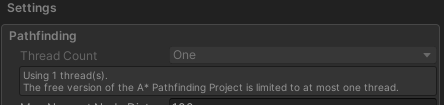 Settings
Pathfinding
Thread Count One
Using 1 thread(s).
The free version of the A* Pathfinding Project is limited to at most one thread.